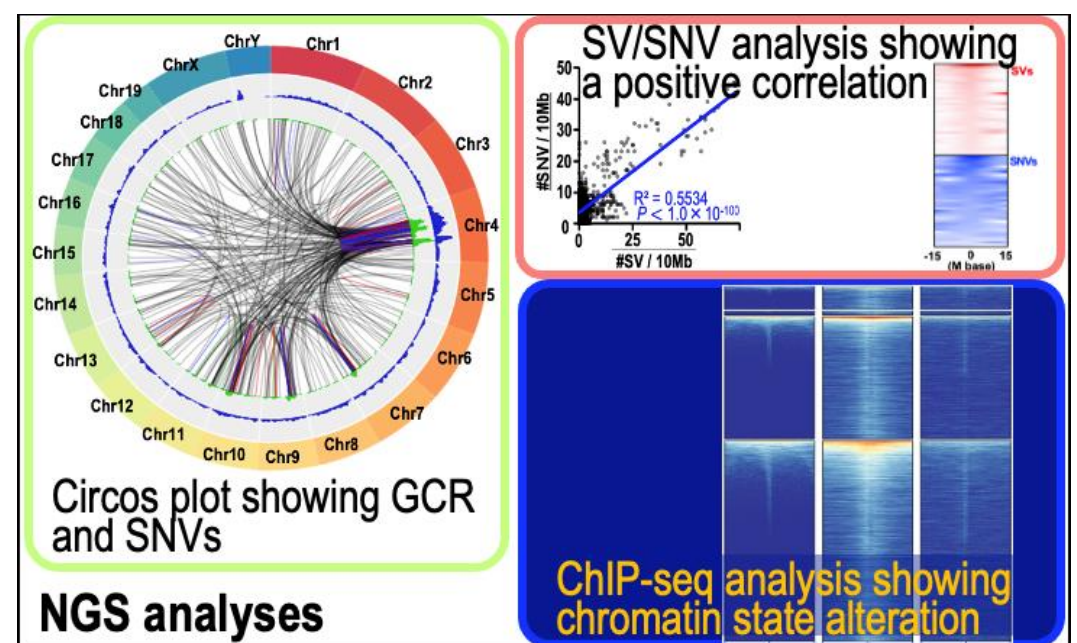 ChrY
Chr1
ChrX
Chr2
Chr19
Chr18
Chr3
Chr17
Chr16
Chr4
Chr15
Chr5
Chr14
Chr6
Chr13
Chr7
Chr12
Chr11
Chr8
Chr10
Chr9
Circos plot showing GCR
and SNVs
NGS analyses
SV/SNV analysis showing
a positive correlation
50
40
30
20
10
0
#SNV / 10Mb
R² = 0.5534
P < 1.0 × 10⁻¹⁰³
0 25 50
#SV / 10Mb
SVs
SNVs
-15 0 15
(M base)
ChIP-seq analysis showing
chromatin state alteration